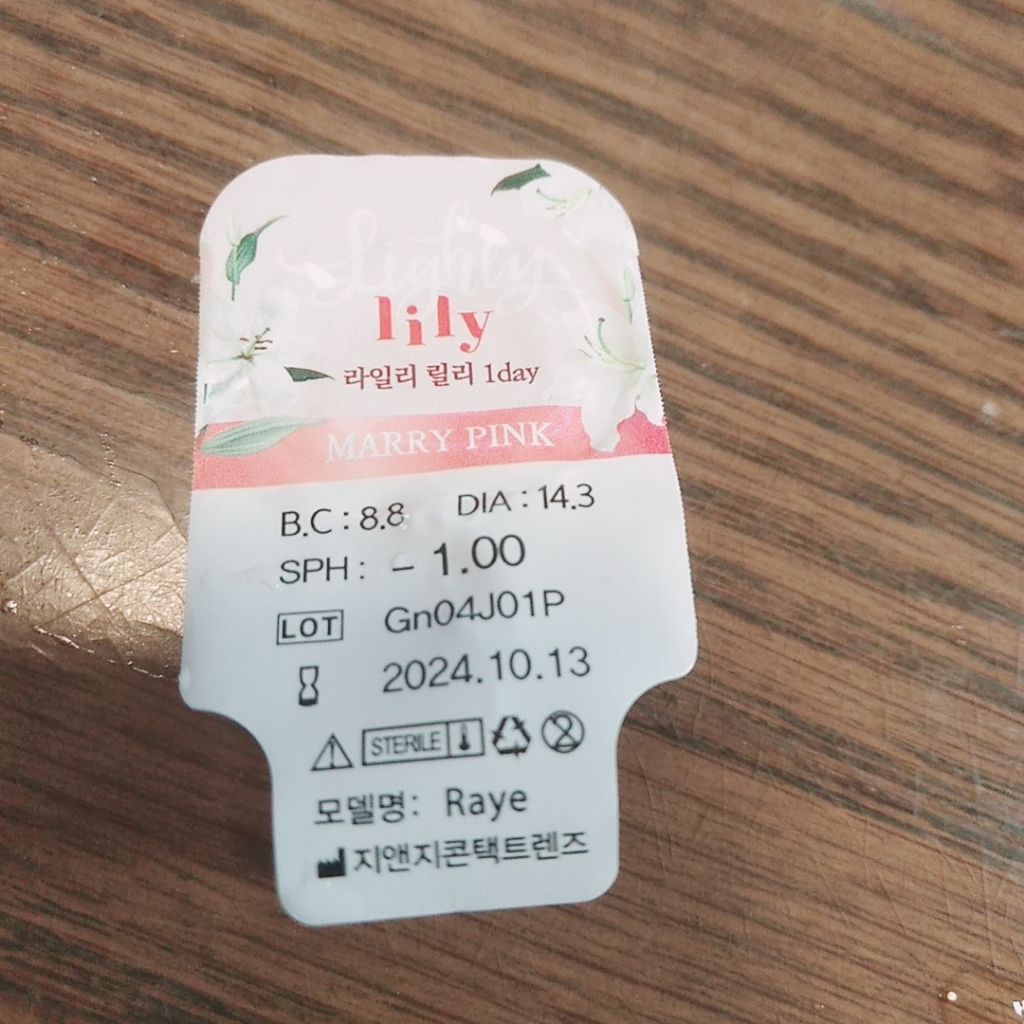 Lighly
lily
라일리 릴리 1day
MARRY PINK
B.C : 8.8 DIA : 14.3
SPH : - 1.00
LOT Gn04J01P
2024.10.13
STERILE
모델명: Raye
지앤지콘택트렌즈